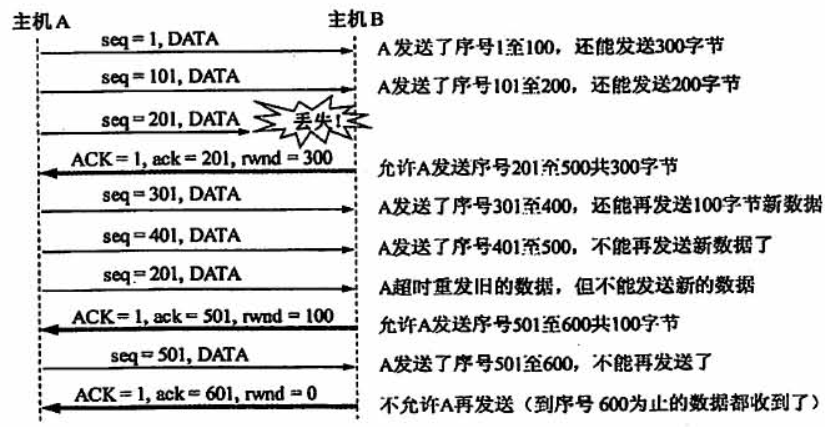 主机A 主机B
seq=1, DATA A发送了序号1至100，还能发送300字节
seq=101, DATA A发送了序号101至200，还能发送200字节
seq=201, DATA 丢失!
ACK=1, ack=201, rwnd=300 允许A发送序号201至500共300字节
seq=301, DATA A发送了序号301至400，还能再发送100字节新数据
seq=401, DATA A发送了序号401至500，不能再发送新数据了
seq=201, DATA A超时重发旧的数据，但不能发送新的数据
ACK=1, ack=501, rwnd=100 允许A发送序号501至600共100字节
seq=501, DATA A发送了序号501至600，不能再发送了
ACK=1, ack=601, rwnd=0 不允许A再发送（到序号600为止的数据都收到了）